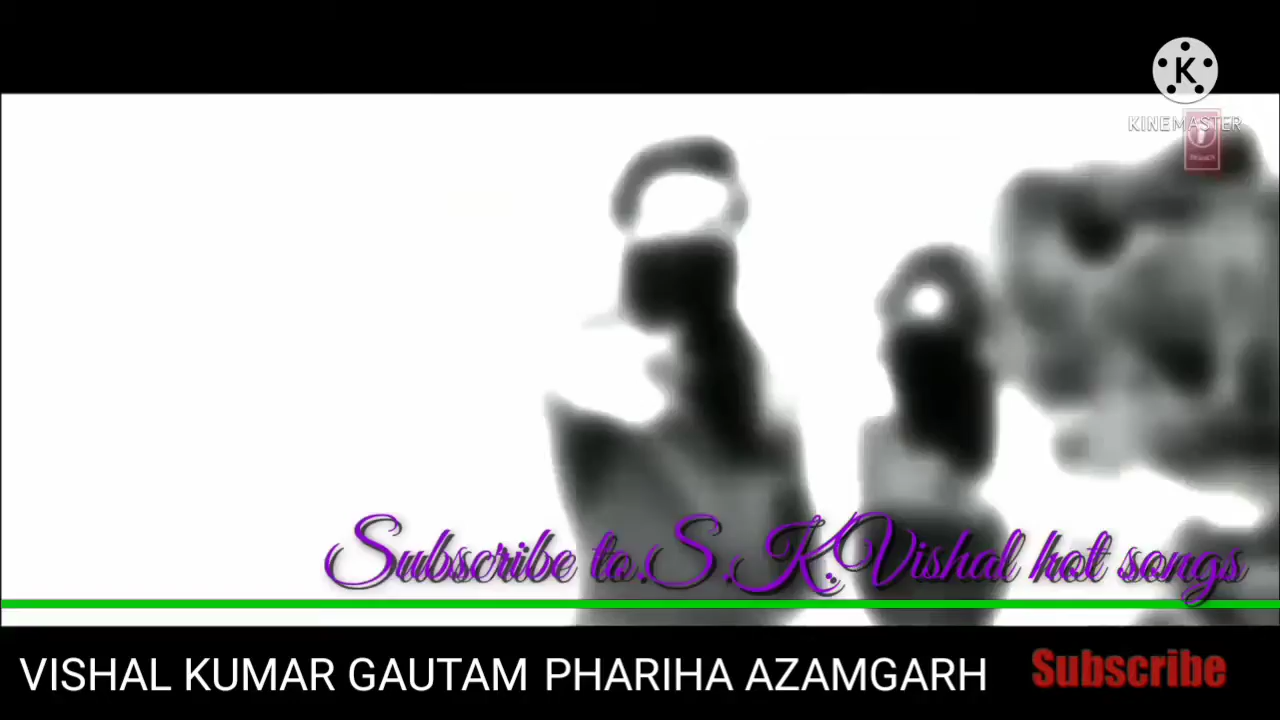 K
KINEMASTER
Subscribe to.S.K.Vishal hot songs
VISHAL KUMAR GAUTAM PHARIHA AZAMGARH
Subscribe